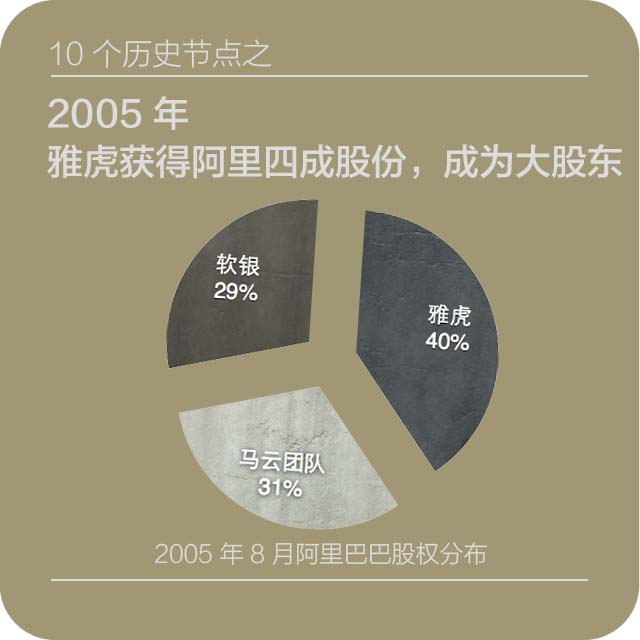 10 个历史节点之
2005 年
雅虎获得阿里四成股份，成为大股东
软银
29%
雅虎
40%
马云团队
31%
2005 年 8 月阿里巴巴股权分布